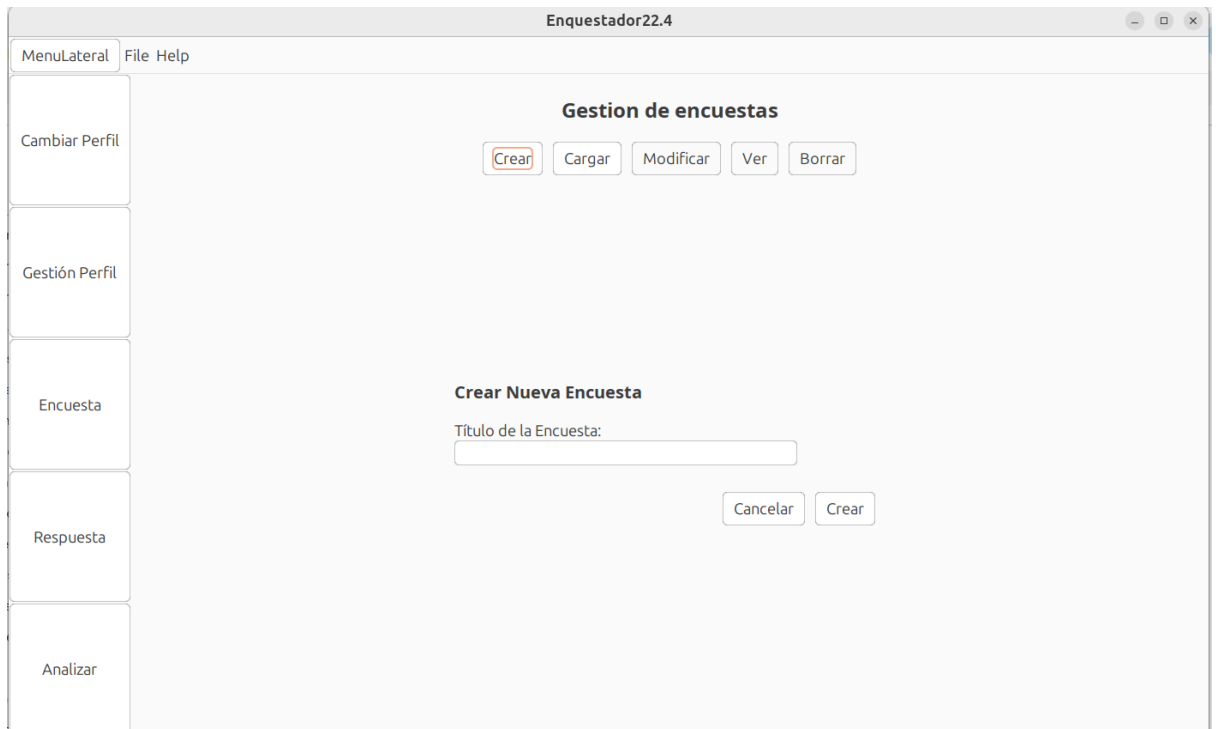 Enquestador22.4
MenuLateral File Help
Cambiar Perfil
Gestión Perfil
Encuesta
Respuesta
Analizar
Gestion de encuestas
Crear Cargar Modificar Ver Borrar
Crear Nueva Encuesta
Título de la Encuesta:
Cancelar Crear